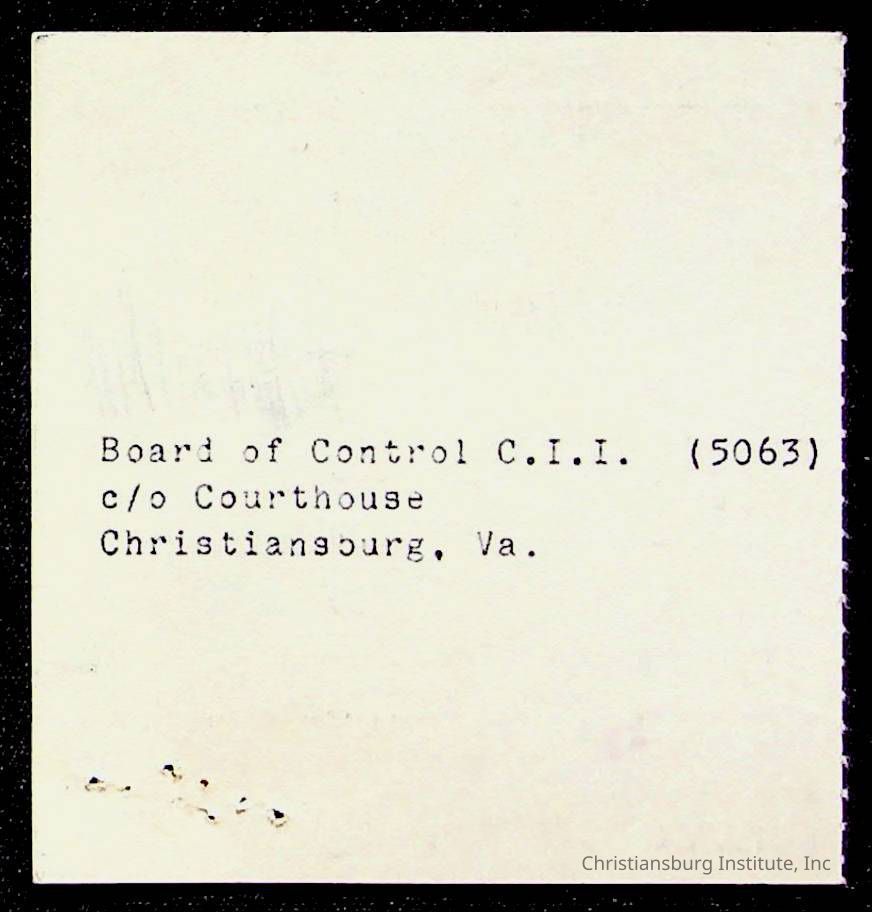 Board of Control C.I.I. (5063)
c/o Courthouse
Christiansburg, Va.
Christiansburg Institute, Inc